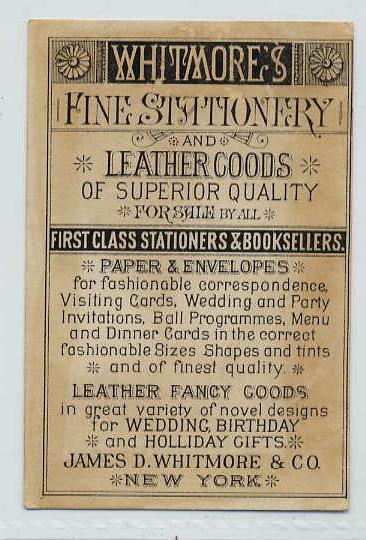 WHITMORE'S
FINE STATIONERY
AND
LEATHER GOODS
OF SUPERIOR QUALITY
FOR SALE BY ALL
FIRST CLASS STATIONERS & BOOKSELLERS.
PAPER & ENVELOPES
for fashionable correspondence,
Visiting Cards, Wedding and Party
Invitations, Ball Programmes, Menu
and Dinner Cards in the correct
fashionable Sizes Shapes and tints
and of finest quality.
LEATHER FANCY GOODS
in great variety of novel designs
for WEDDING, BIRTHDAY
and HOLLIDAY GIFTS.
JAMES D. WHITMORE & CO.
NEW YORK